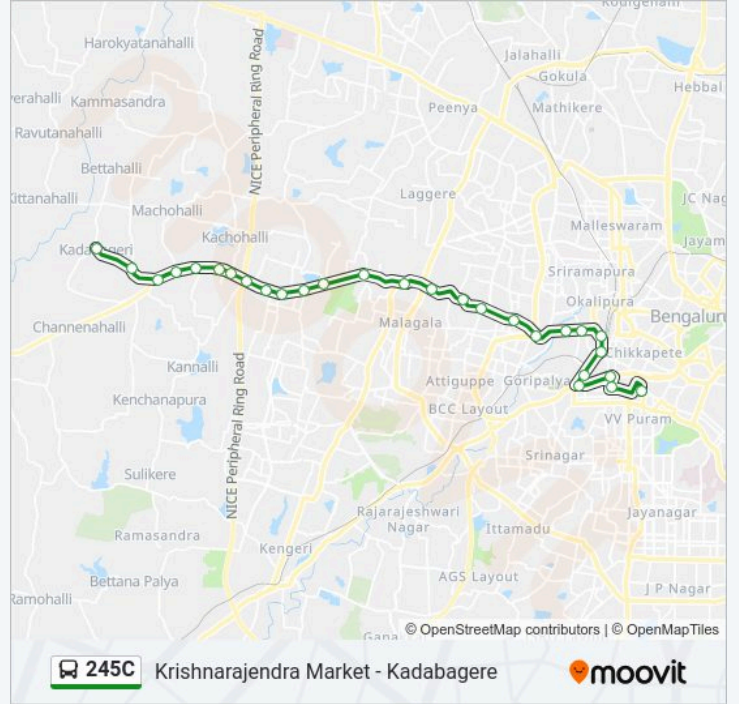 Kodigehalli
Harokyatanahalli
Jalahalli
Gokula
Hebbal
verahalli
Kammasandra
Peenya
Mathikere
NICE Peripheral Ring Road
Ravutanahalli
Bettahalli
Laggere
Kittanahalli
JC Nag
Machohalli
Malleswaram
Kachohalli
Jayam
Kadabageri
Sriramapura
Okalipura
Bengaluru
Channenahalli
Malagala
Chikkapete
Kannalli
Attiguppe
Goripalya
Kenchanapura
BCC Layout
VV Puram
NICE Peripheral Ring Road
Srinagar
Sulikere
Rajarajeshwari
Nagar
Jayanagar
Ramasandra
Ittamadu
Kengeri
Bettana Palya
AGS Layout
J P Nagar
Ramohalli
Gana
© OpenStreetMap contributors | © OpenMapTiles
245C
Krishnarajendra Market - Kadabagere
moovit